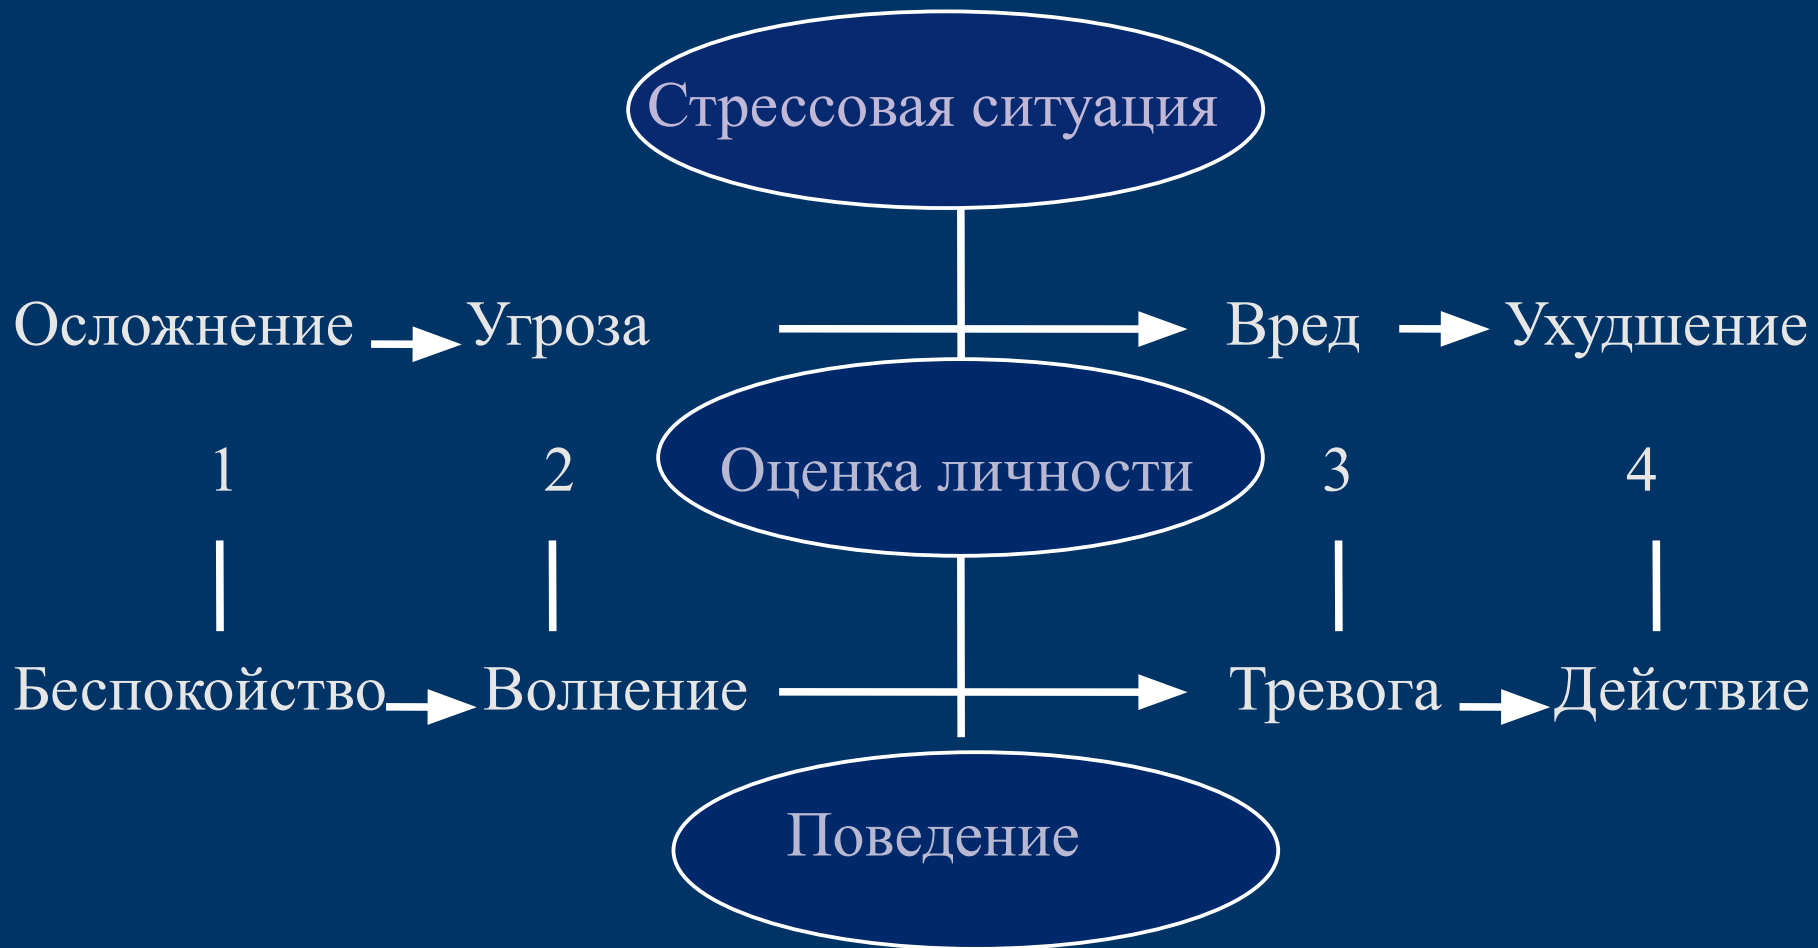 Стрессовая ситуация
Осложнение Угроза Вред Ухудшение
1 2 Оценка личности 3 4
Беспокойство Волнение Тревога Действие
Поведение